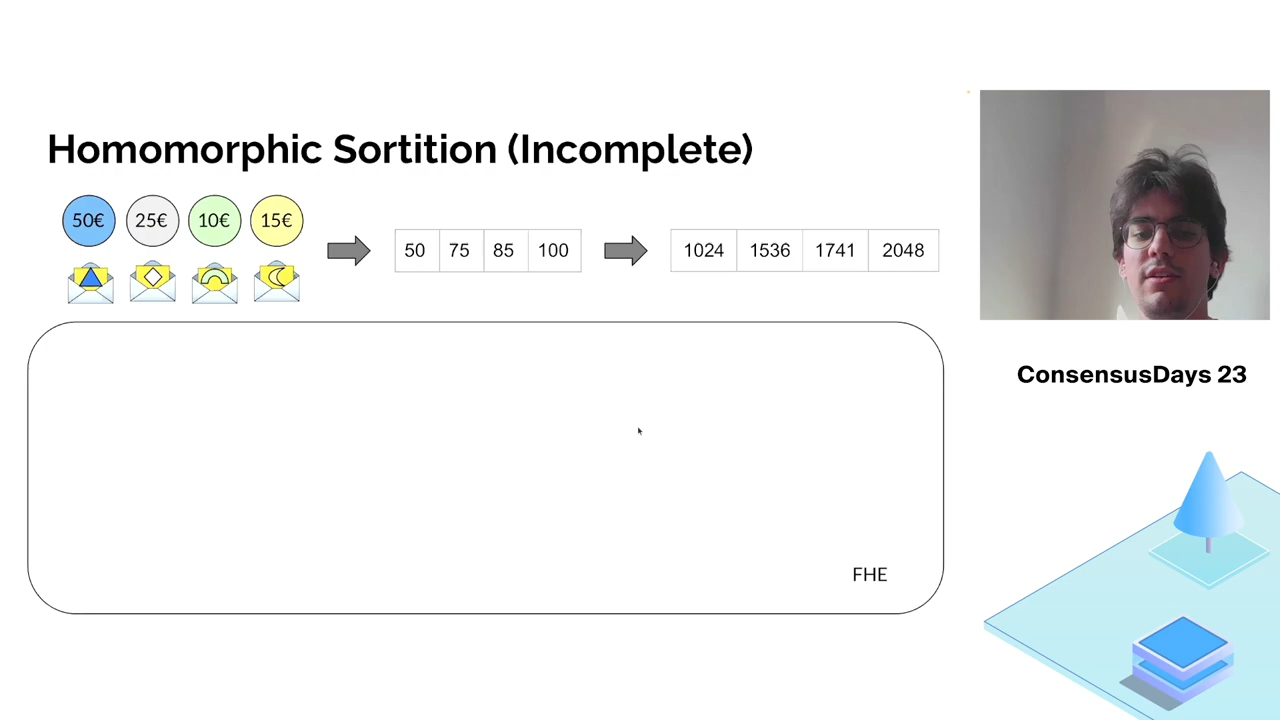 Homomorphic Sortition (Incomplete)
50€ 25€ 10€ 15€
50 75 85 100
1024 1536 1741 2048
ConsensusDays 23
FHE